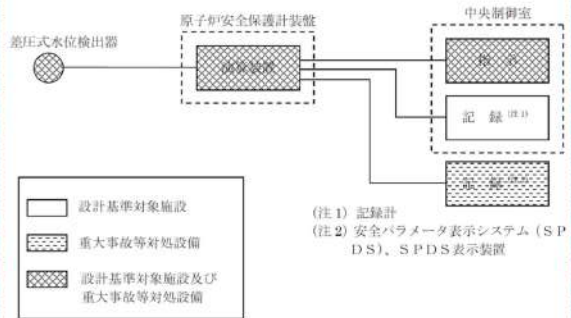 差圧式水位検出器
原子炉安全保護計装盤
演算装置
中央制御室
指 示
記 録 (注1)
記 録 (注2)
(注1) 記録計
(注2) 安全パラメータ表示システム(SP
DS)、SPDS表示装置
設計基準対象施設
重大事故等対処設備
設計基準対象施設及び
重大事故等対処設備